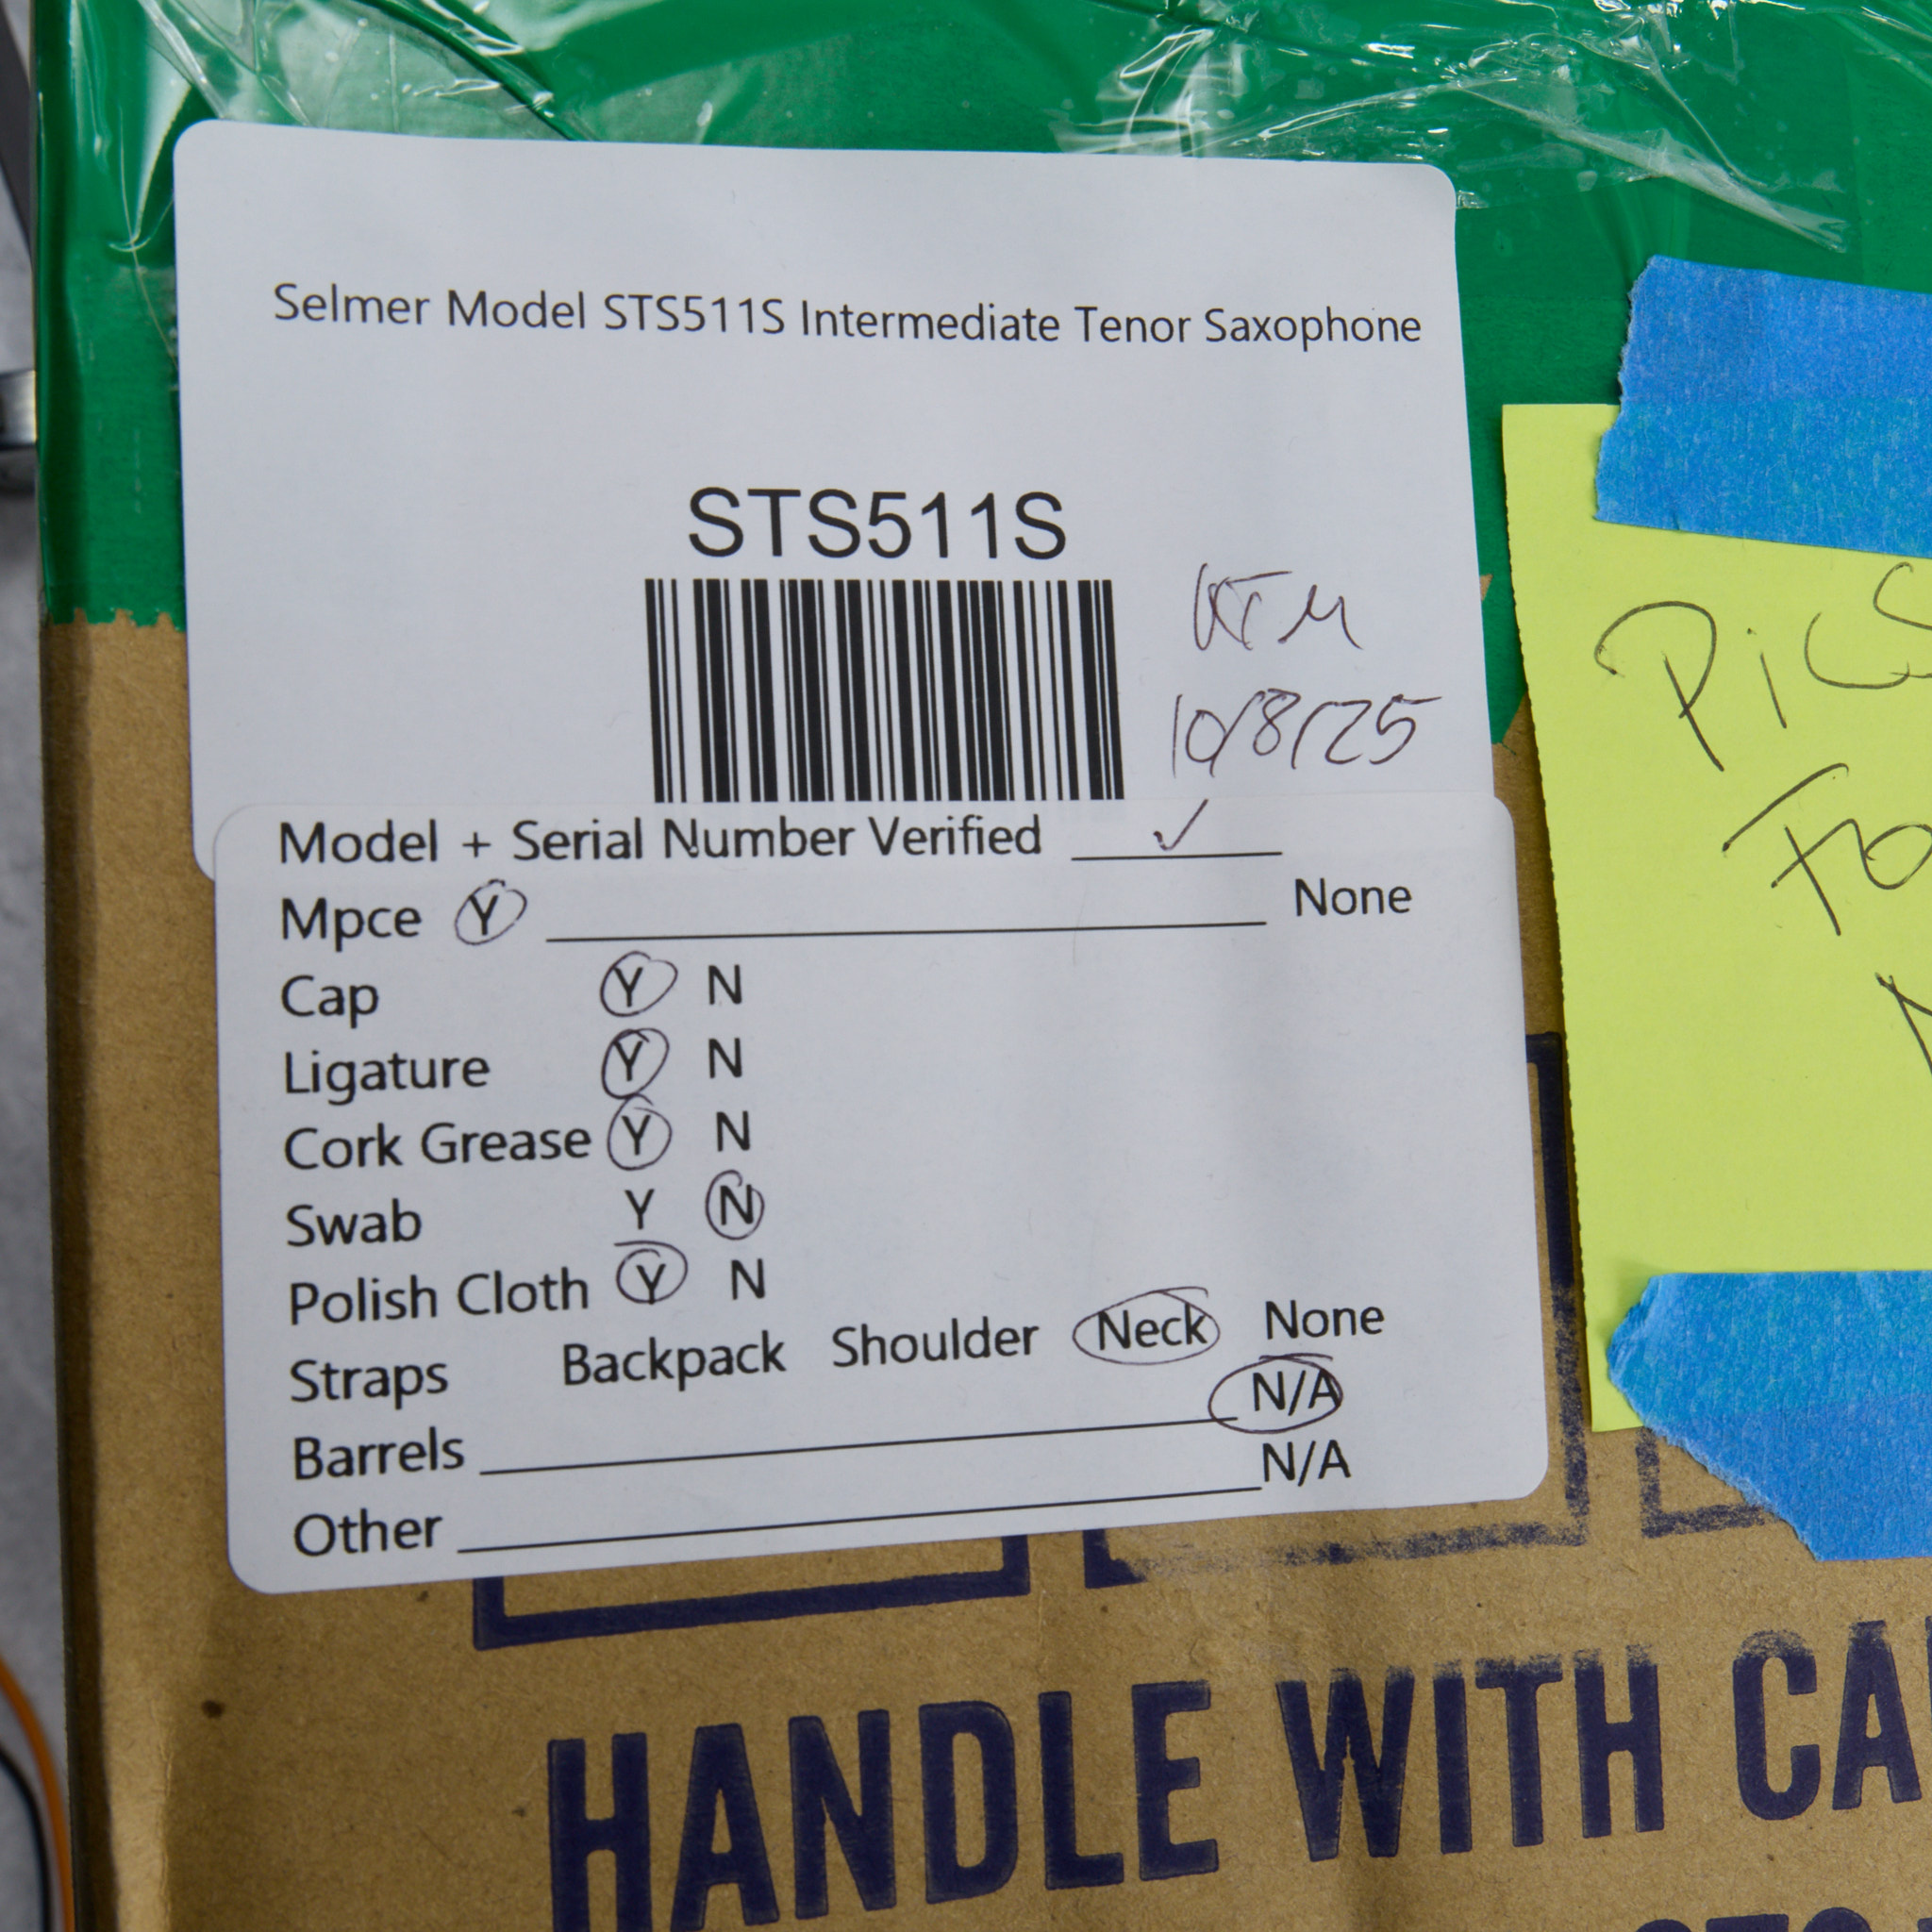 Selmer Model STS511S Intermediate Tenor Saxophone
STS511S
10/8/25
Model + Serial Number Verified ✓
Mpce Y None
Cap Y N
Ligature Y N
Cork Grease Y N
Swab Y N
Polish Cloth Y N
Straps Backpack Shoulder Neck None
Barrels N/A
Other N/A
HANDLE WITH CA